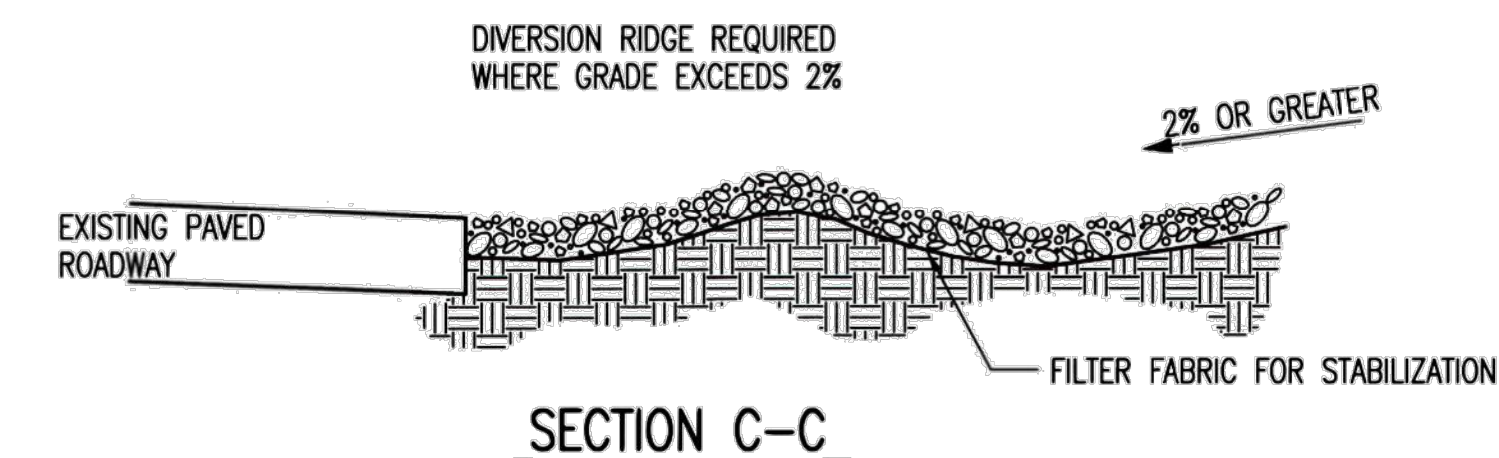 DIVERSION RIDGE REQUIRED
WHERE GRADE EXCEEDS 2%
2% OR GREATER
EXISTING PAVED
ROADWAY
FILTER FABRIC FOR STABILIZATION
SECTION C-C